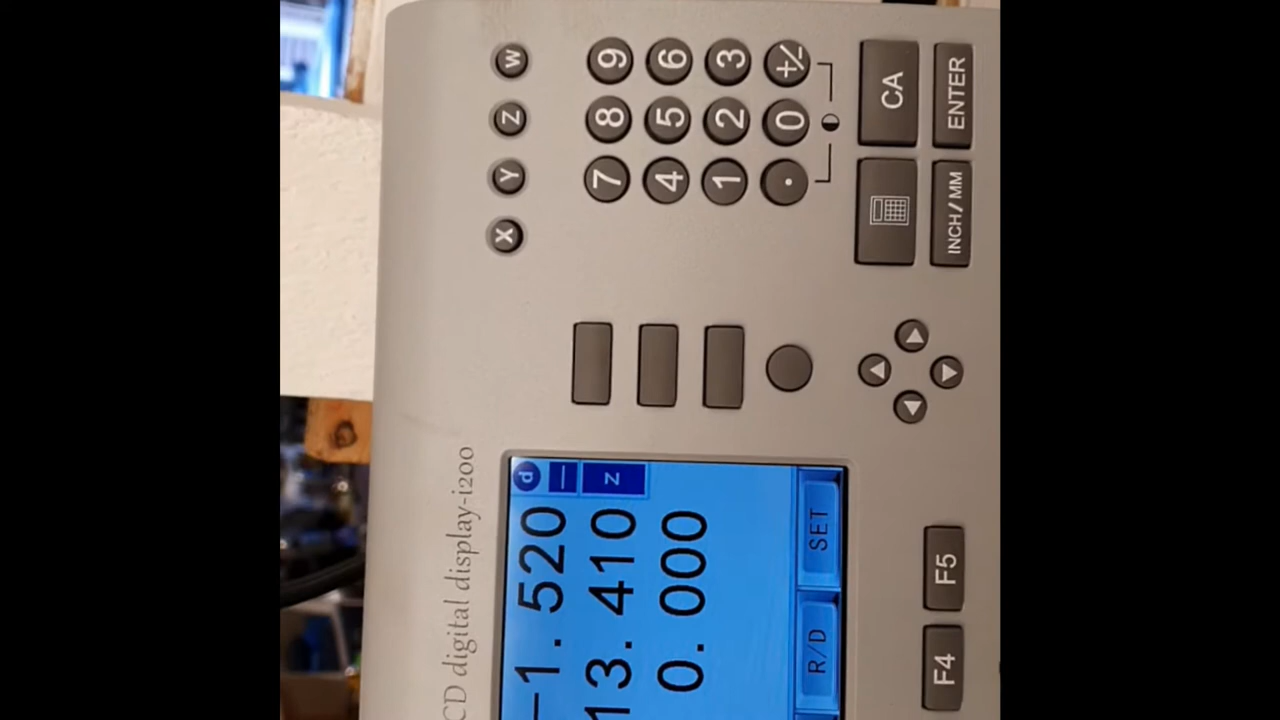 CD digital display-i200
-1.520 d
13.410 Z
0.000
R/D SET
F4 F5
X Y Z W
7 8 9
4 5 6
1 2 3
. 0 +/-
CA
INCH/MM ENTER